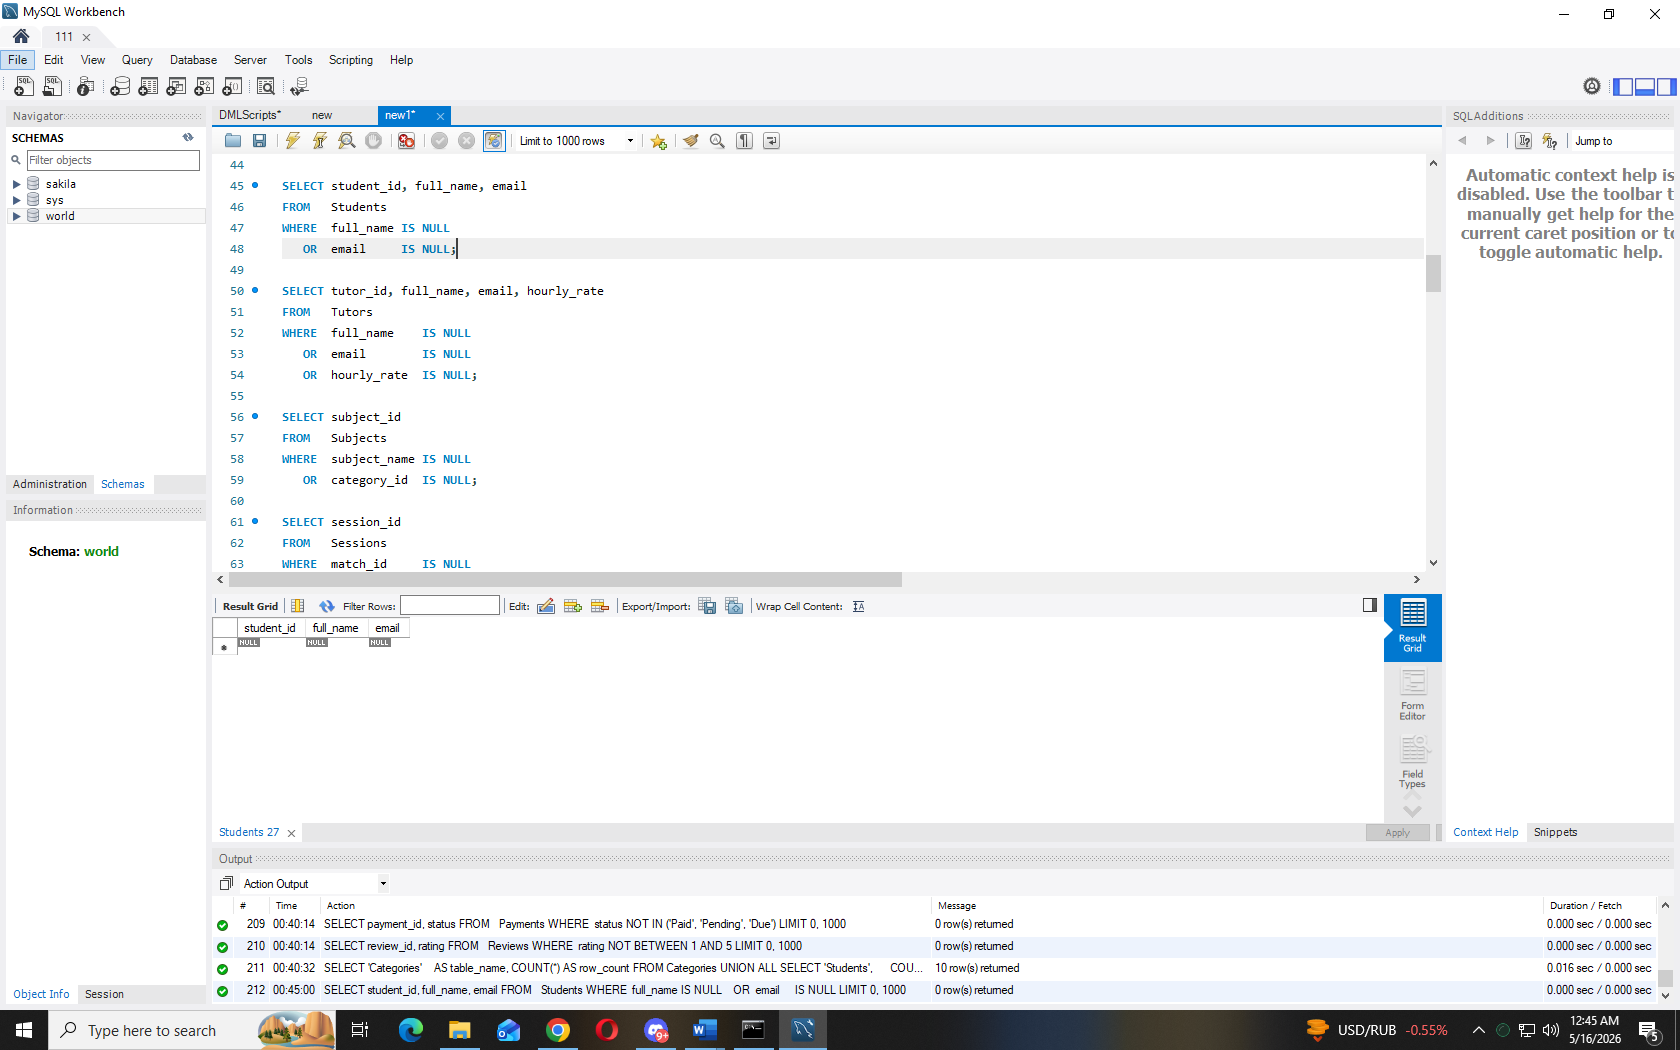 MySQL Workbench
111
File Edit View Query Database Server Tools Scripting Help
Navigator
SCHEMAS
Filter objects
sakila
sys
world
Administration Schemas
Information
Schema: world
Object Info Session
DMLScripts* new new1*
Limit to 1000 rows
44
45 SELECT student_id, full_name, email
46 FROM Students
47 WHERE full_name IS NULL
48 OR email IS NULL;
49
50 SELECT tutor_id, full_name, email, hourly_rate
51 FROM Tutors
52 WHERE full_name IS NULL
53 OR email IS NULL
54 OR hourly_rate IS NULL;
55
56 SELECT subject_id
57 FROM Subjects
58 WHERE subject_name IS NULL
59 OR category_id IS NULL;
60
61 SELECT session_id
62 FROM Sessions
63 WHERE match_id IS NULL
Result Grid Filter Rows: Edit: Export/Import: Wrap Cell Content:
student_id full_name email
NULL NULL NULL
Result Grid
Form Editor
Field Types
Students 27 Apply
SQLAdditions
Jump to
Automatic context help is
disabled. Use the toolbar t
manually get help for the
current caret position or to
toggle automatic help.
Context Help Snippets
Output
Action Output
# Time Action Message Duration / Fetch
209 00:40:14 SELECT payment_id, status FROM Payments WHERE status NOT IN ('Paid', 'Pending', 'Due') LIMIT 0, 1000 0 row(s) returned 0.000 sec / 0.000 sec
210 00:40:14 SELECT review_id, rating FROM Reviews WHERE rating NOT BETWEEN 1 AND 5 LIMIT 0, 1000 0 row(s) returned 0.000 sec / 0.000 sec
211 00:40:32 SELECT 'Categories' AS table_name, COUNT(*) AS row_count FROM Categories UNION ALL SELECT 'Students', COU... 10 row(s) returned 0.016 sec / 0.000 sec
212 00:45:00 SELECT student_id, full_name, email FROM Students WHERE full_name IS NULL OR email IS NULL LIMIT 0, 1000 0 row(s) returned 0.000 sec / 0.000 sec
Type here to search
9+
USD/RUB -0.55%
12:45 AM
5/16/2026
5